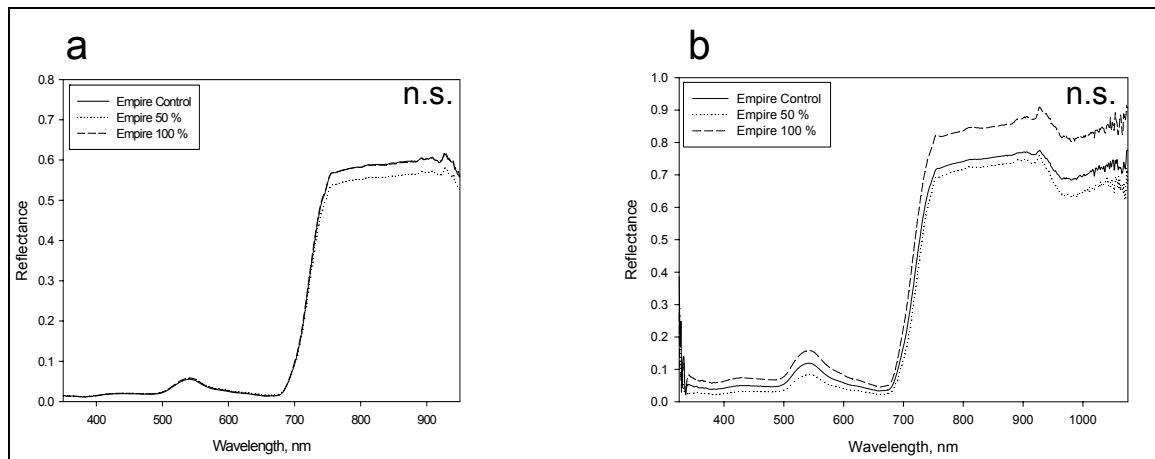 a
n.s.
Empire Control
Empire 50 %
Empire 100 %
0.8
0.7
0.6
0.5
0.4
0.3
0.2
0.1
0.0
Reflectance
400 500 600 700 800 900
Wavelength, nm
b
n.s.
Empire Control
Empire 50 %
Empire 100 %
1.0
0.9
0.8
0.7
0.6
0.5
0.4
0.3
0.2
0.1
0.0
Reflectance
400 500 600 700 800 900 1000
Wavelength, nm